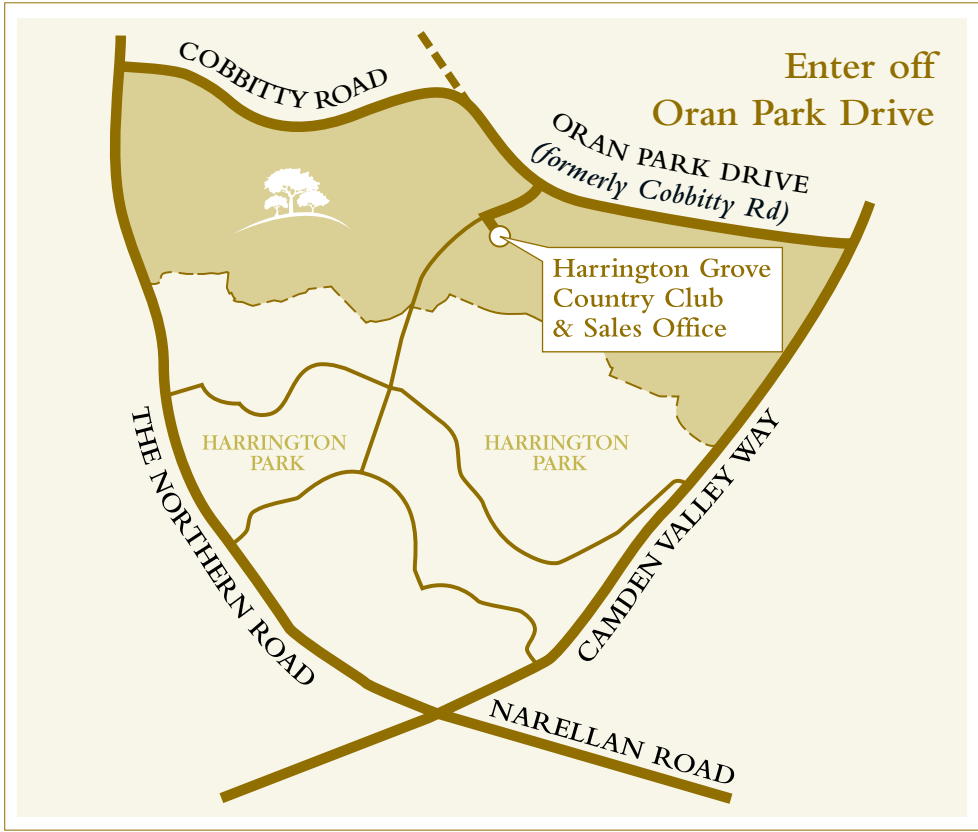 COBBITTY ROAD
Enter off
Oran Park Drive
ORAN PARK DRIVE
(formerly Cobbitty Rd)
Harrington Grove
Country Club
& Sales Office
HARRINGTON
PARK
HARRINGTON
PARK
THE NORTHERN ROAD
CAMDEN VALLEY WAY
NARELLAN ROAD